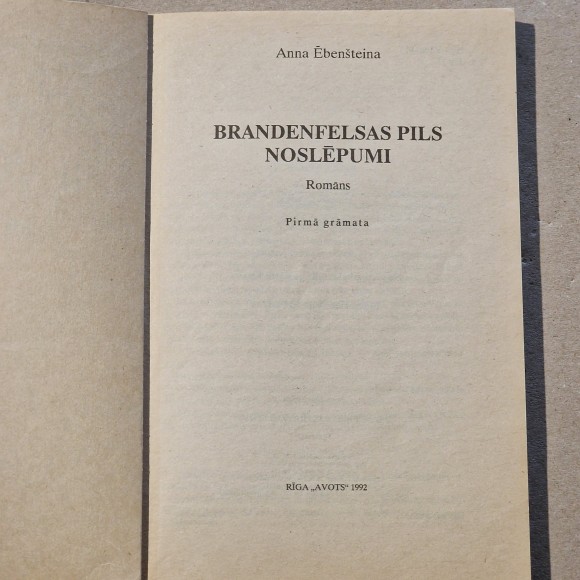 Anna Ēbenšteina
BRANDENFELSAS PILS
NOSLĒPUMI
Romāns
Pirmā grāmata
RĪGA „AVOTS“ 1992